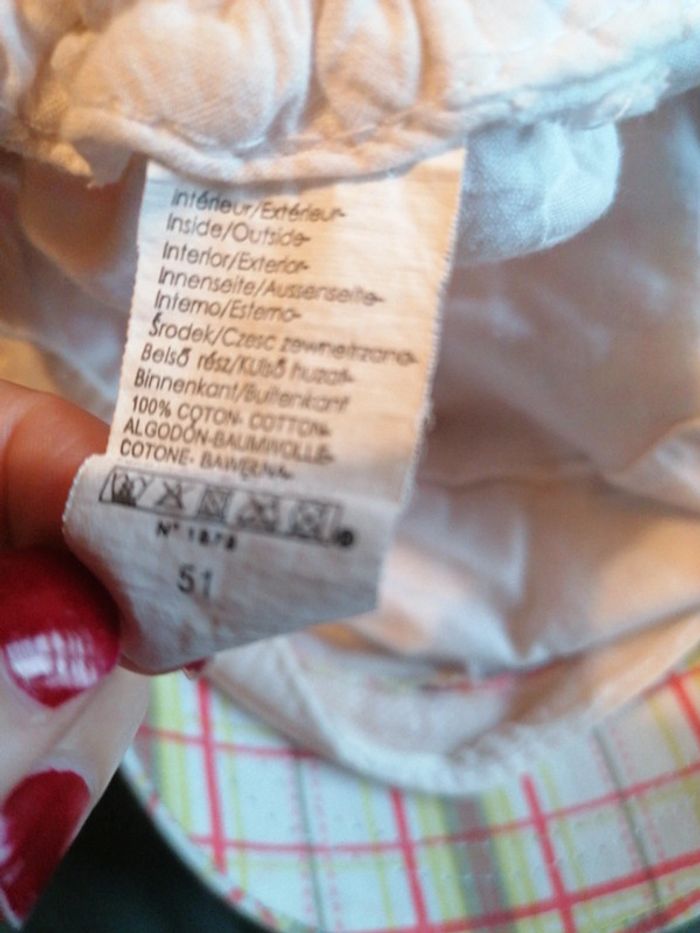 Intérieur/Extérieur
Inside/Outside
Interior/Exterior
Innenseite/Aussenseite
Interno/Esterno
Środek/Czesc zewnetrzana
Belső rész/Külső huzat
Binnenkant/Buitenkant
100% COTON- COTTON
ALGODÓN-BAUMWOLLE
COTONE- BAWEŁNA
N°
51